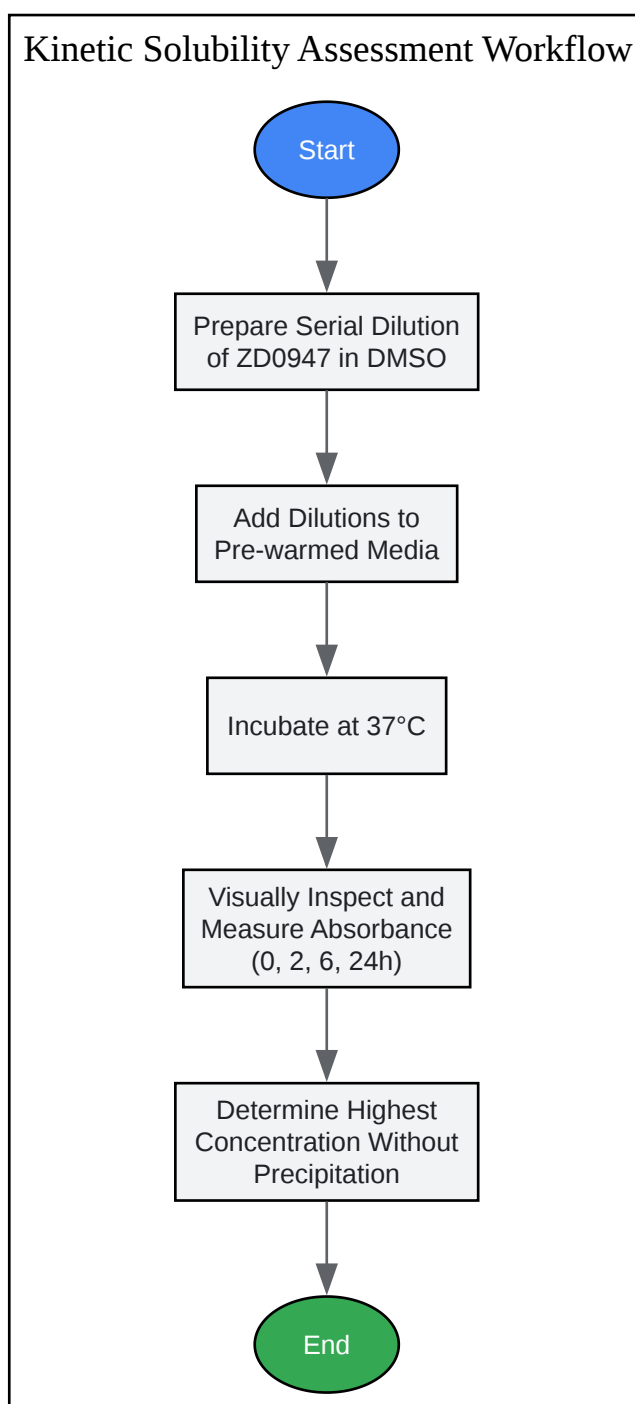 Kinetic Solubility Assessment Workflow
Start
Prepare Serial Dilution
of ZD0947 in DMSO
Add Dilutions to
Pre-warmed Media
Incubate at 37°C
Visually Inspect and
Measure Absorbance
(0, 2, 6, 24h)
Determine Highest
Concentration Without
Precipitation
End